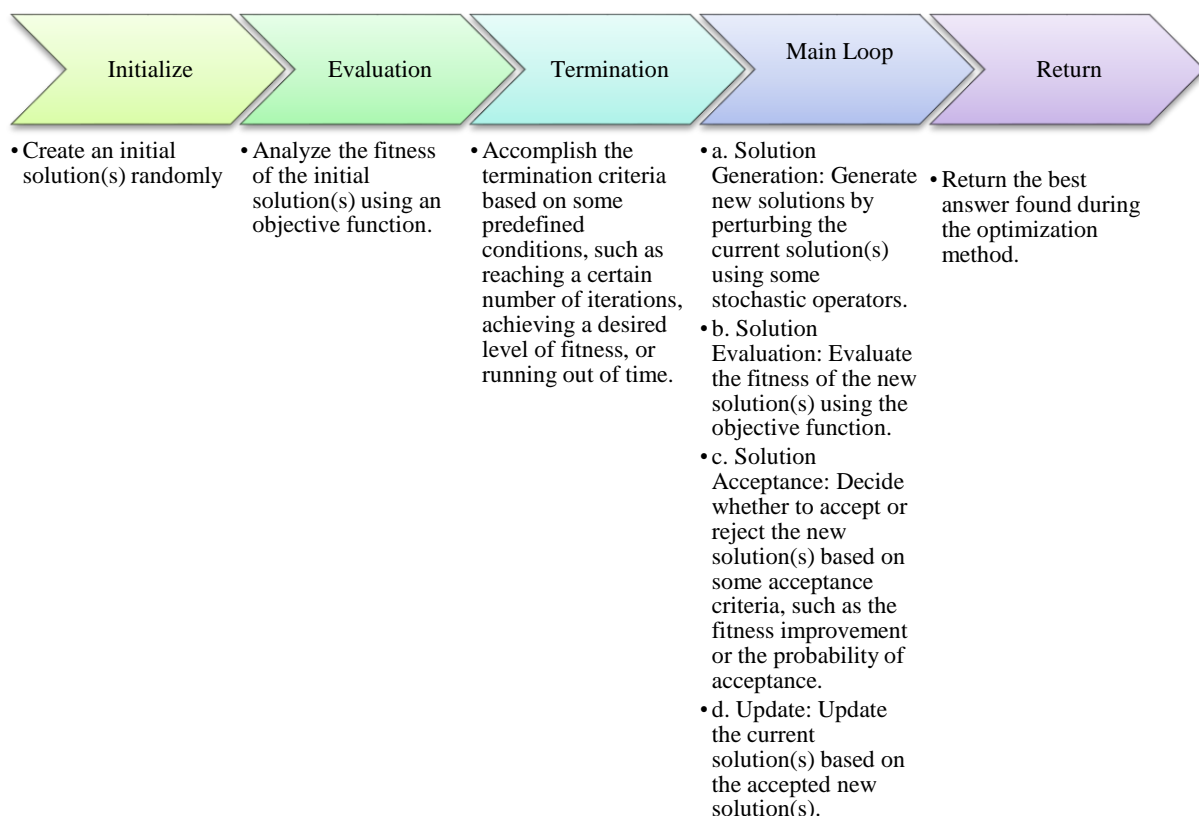 Initialize
Evaluation
Termination
Main Loop
Return
• Create an initial
solution(s) randomly
• Analyze the fitness
of the initial
solution(s) using an
objective function.
• Accomplish the
termination criteria
based on some
predefined
conditions, such as
reaching a certain
number of iterations,
achieving a desired
level of fitness, or
running out of time.
• a. Solution
Generation: Generate
new solutions by
perturbing the
current solution(s)
using some
stochastic operators.
• b. Solution
Evaluation: Evaluate
the fitness of the new
solution(s) using the
objective function.
• c. Solution
Acceptance: Decide
whether to accept or
reject the new
solution(s) based on
some acceptance
criteria, such as the
fitness improvement
or the probability of
acceptance.
• d. Update: Update
the current
solution(s) based on
the accepted new
solution(s).
• Return the best
answer found during
the optimization
method.